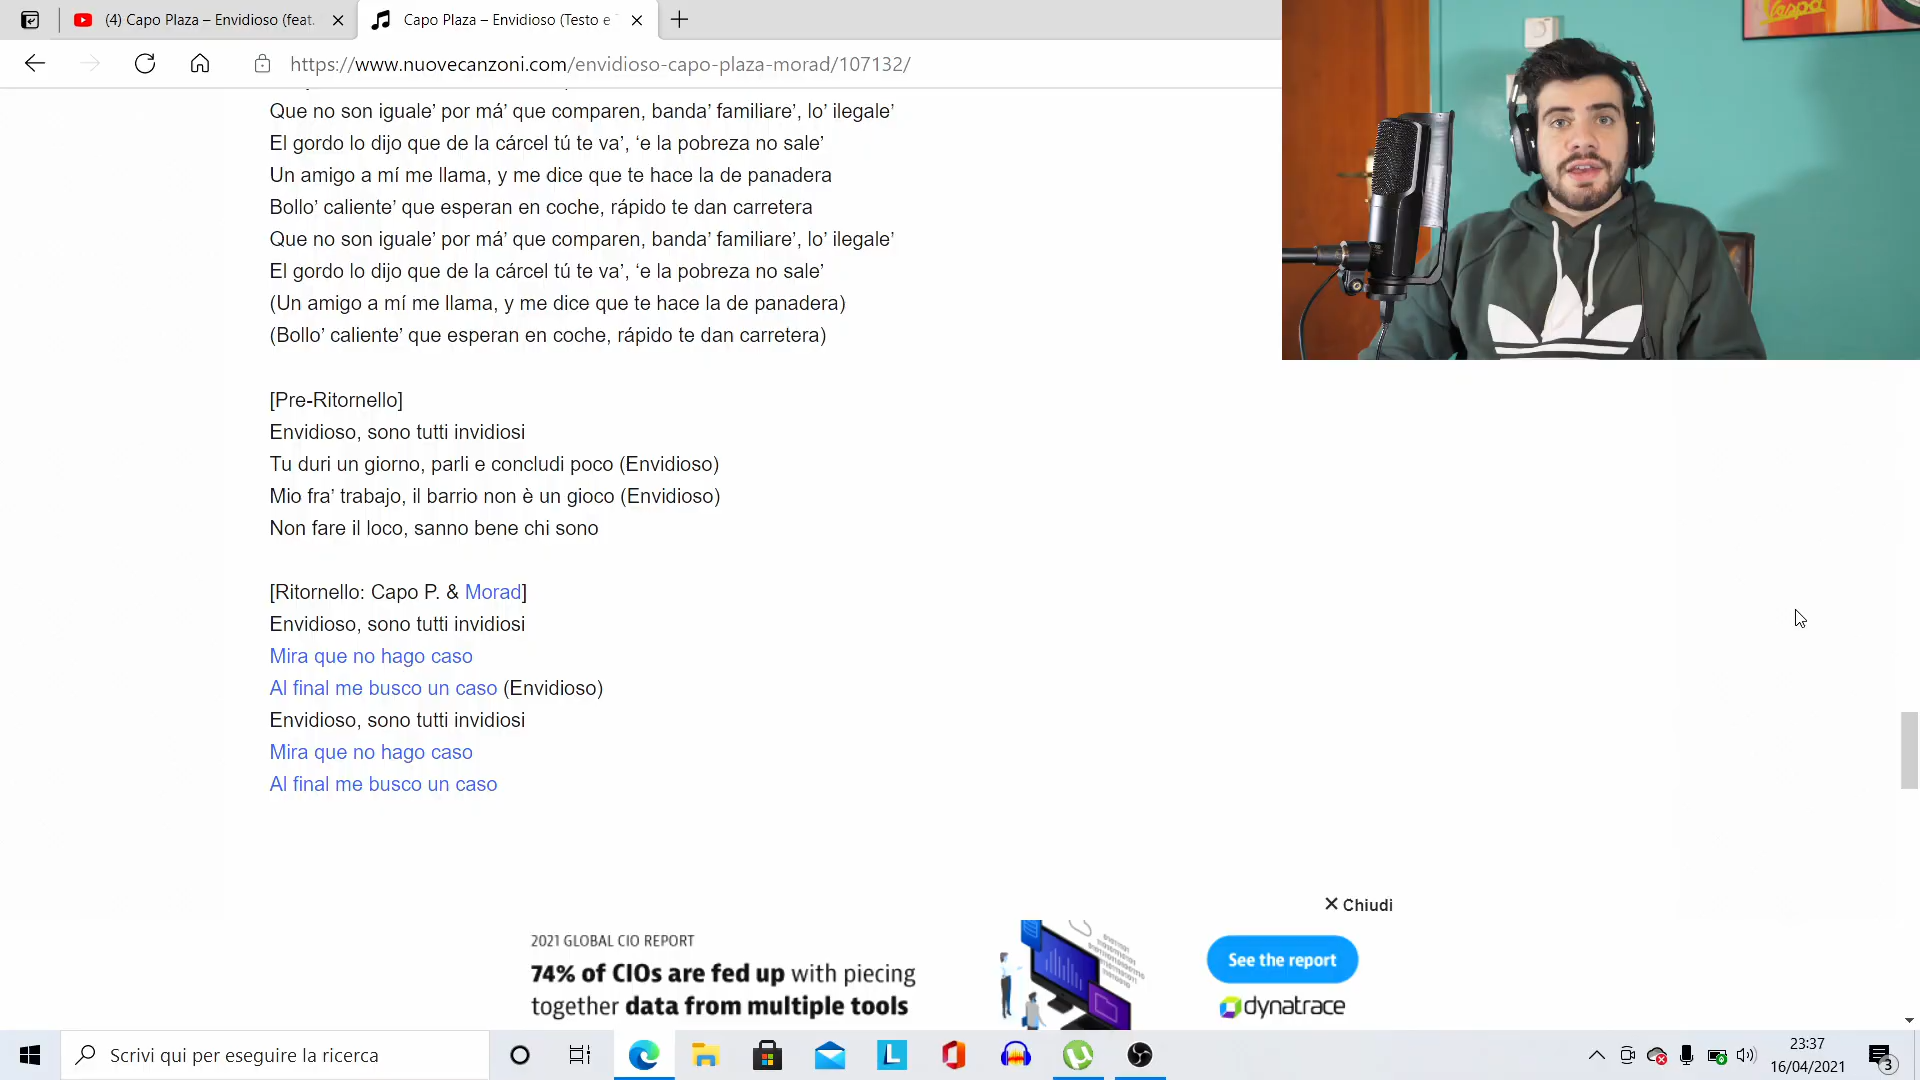 (4) Capo Plaza – Envidioso (feat.
Capo Plaza – Envidioso (Testo e
https://www.nuovecanzoni.com/envidioso-capo-plaza-morad/107132/
Vespa
Que no son iguale’ por má’ que comparen, banda’ familiare’, lo’ ilegale’
El gordo lo dijo que de la cárcel tú te va’, ‘e la pobreza no sale’
Un amigo a mí me llama, y me dice que te hace la de panadera
Bollo’ caliente’ que esperan en coche, rápido te dan carretera
Que no son iguale’ por má’ que comparen, banda’ familiare’, lo’ ilegale’
El gordo lo dijo que de la cárcel tú te va’, ‘e la pobreza no sale’
(Un amigo a mí me llama, y me dice que te hace la de panadera)
(Bollo’ caliente’ que esperan en coche, rápido te dan carretera)
[Pre-Ritornello]
Envidioso, sono tutti invidiosi
Tu duri un giorno, parli e concludi poco (Envidioso)
Mio fra’ trabajo, il barrio non è un gioco (Envidioso)
Non fare il loco, sanno bene chi sono
[Ritornello: Capo P. & Morad]
Envidioso, sono tutti invidiosi
Mira que no hago caso
Al final me busco un caso (Envidioso)
Envidioso, sono tutti invidiosi
Mira que no hago caso
Al final me busco un caso
Chiudi
2021 GLOBAL CIO REPORT
74% of CIOs are fed up with piecing
together data from multiple tools
See the report
dynatrace
Scrivi qui per eseguire la ricerca
L
23:37
16/04/2021
3